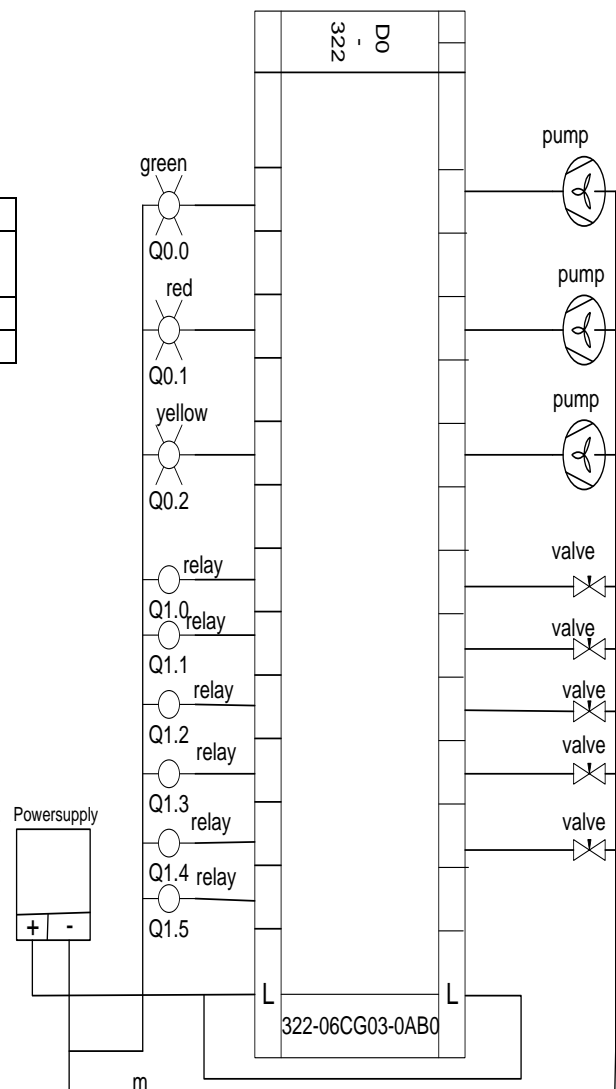 D0
-
322
green
Q0.0
red
Q0.1
yellow
Q0.2
relay
Q1.0
relay
Q1.1
relay
Q1.2
relay
Q1.3
relay
Q1.4
relay
Q1.5
Powersupply
+ -
L
L
322-06CG03-0AB0
m
pump
pump
pump
valve
valve
valve
valve
valve